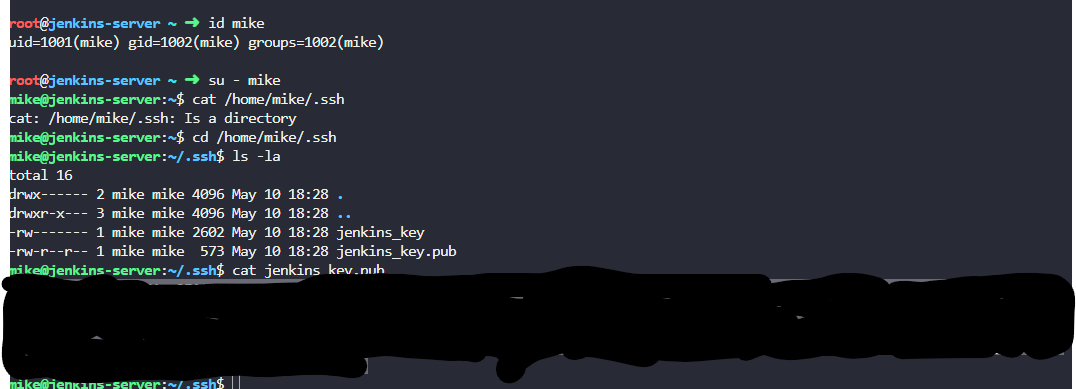 root@jenkins-server ~ ➜ id mike
uid=1001(mike) gid=1002(mike) groups=1002(mike)
root@jenkins-server ~ ➜ su - mike
mike@jenkins-server:~$ cat /home/mike/.ssh
cat: /home/mike/.ssh: Is a directory
mike@jenkins-server:~$ cd /home/mike/.ssh
mike@jenkins-server:~/.ssh$ ls -la
total 16
drwx------ 2 mike mike 4096 May 10 18:28 .
drwxr-x--- 3 mike mike 4096 May 10 18:28 ..
-rw------- 1 mike mike 2602 May 10 18:28 jenkins_key
-rw-r--r-- 1 mike mike  573 May 10 18:28 jenkins_key.pub
mike@jenkins-server:~/.ssh$ cat jenkins_key.pub
mike@jenkins-server:~/.ssh$